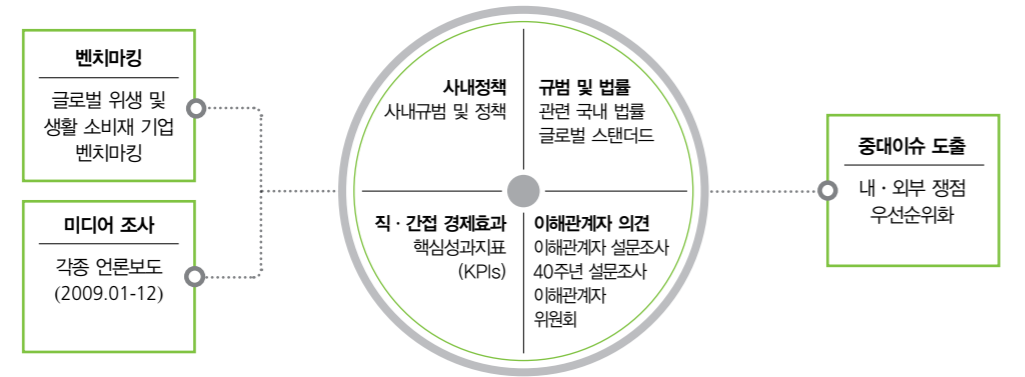 벤치마킹
글로벌 위생 및
생활 소비재 기업
벤치마킹
미디어 조사
각종 언론보도
(2009.01-12)
사내정책
사내규범 및 정책
규범 및 법률
관련 국내 법률
글로벌 스탠더드
직 · 간접 경제효과
핵심성과지표
(KPIs)
이해관계자 의견
이해관계자 설문조사
40주년 설문조사
이해관계자
위원회
중대이슈 도출
내 · 외부 쟁점
우선순위화